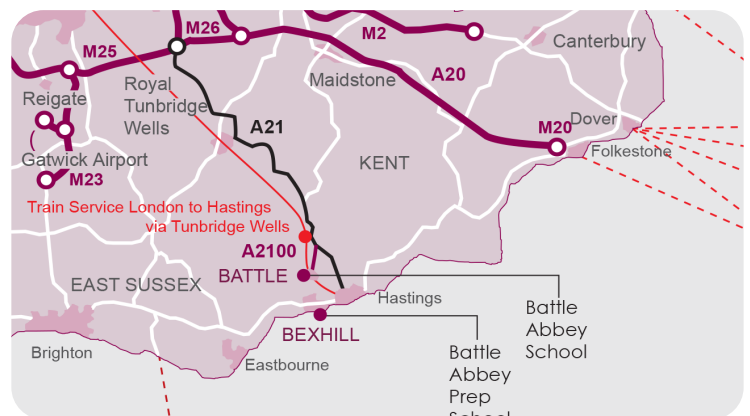 M26
M25
M2
Canterbury
Maidstone
A20
Royal
Tunbridge
Wells
Reigate
A21
Dover
M20
Folkestone
Gatwick Airport
KENT
M23
Train Service London to Hastings
via Tunbridge Wells
A2100
BATTLE
EAST SUSSEX
Hastings
Battle
Abbey
School
BEXHILL
Brighton
Eastbourne
Battle
Abbey
Prep
School